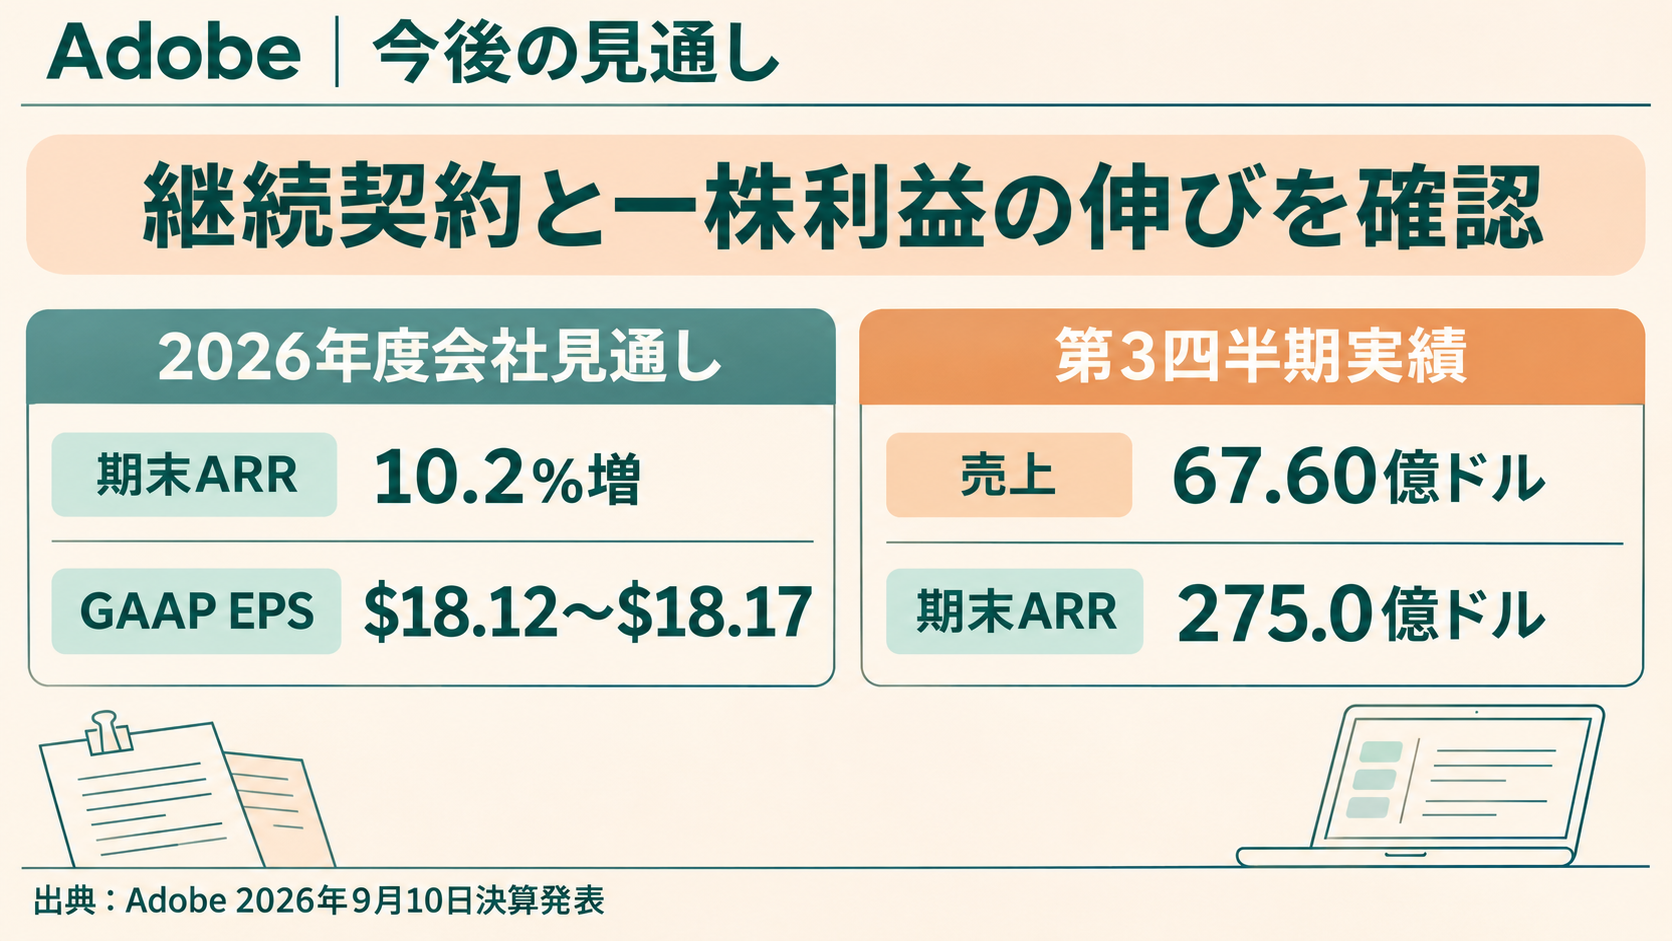 Adobe｜今後の見通し
継続契約と一株利益の伸びを確認
2026年度会社見通し
期末ARR 10.2%増
GAAP EPS $18.12〜$18.17
第3四半期実績
売上 67.60億ドル
期末ARR 275.0億ドル
出典：Adobe 2026年9月10日決算発表